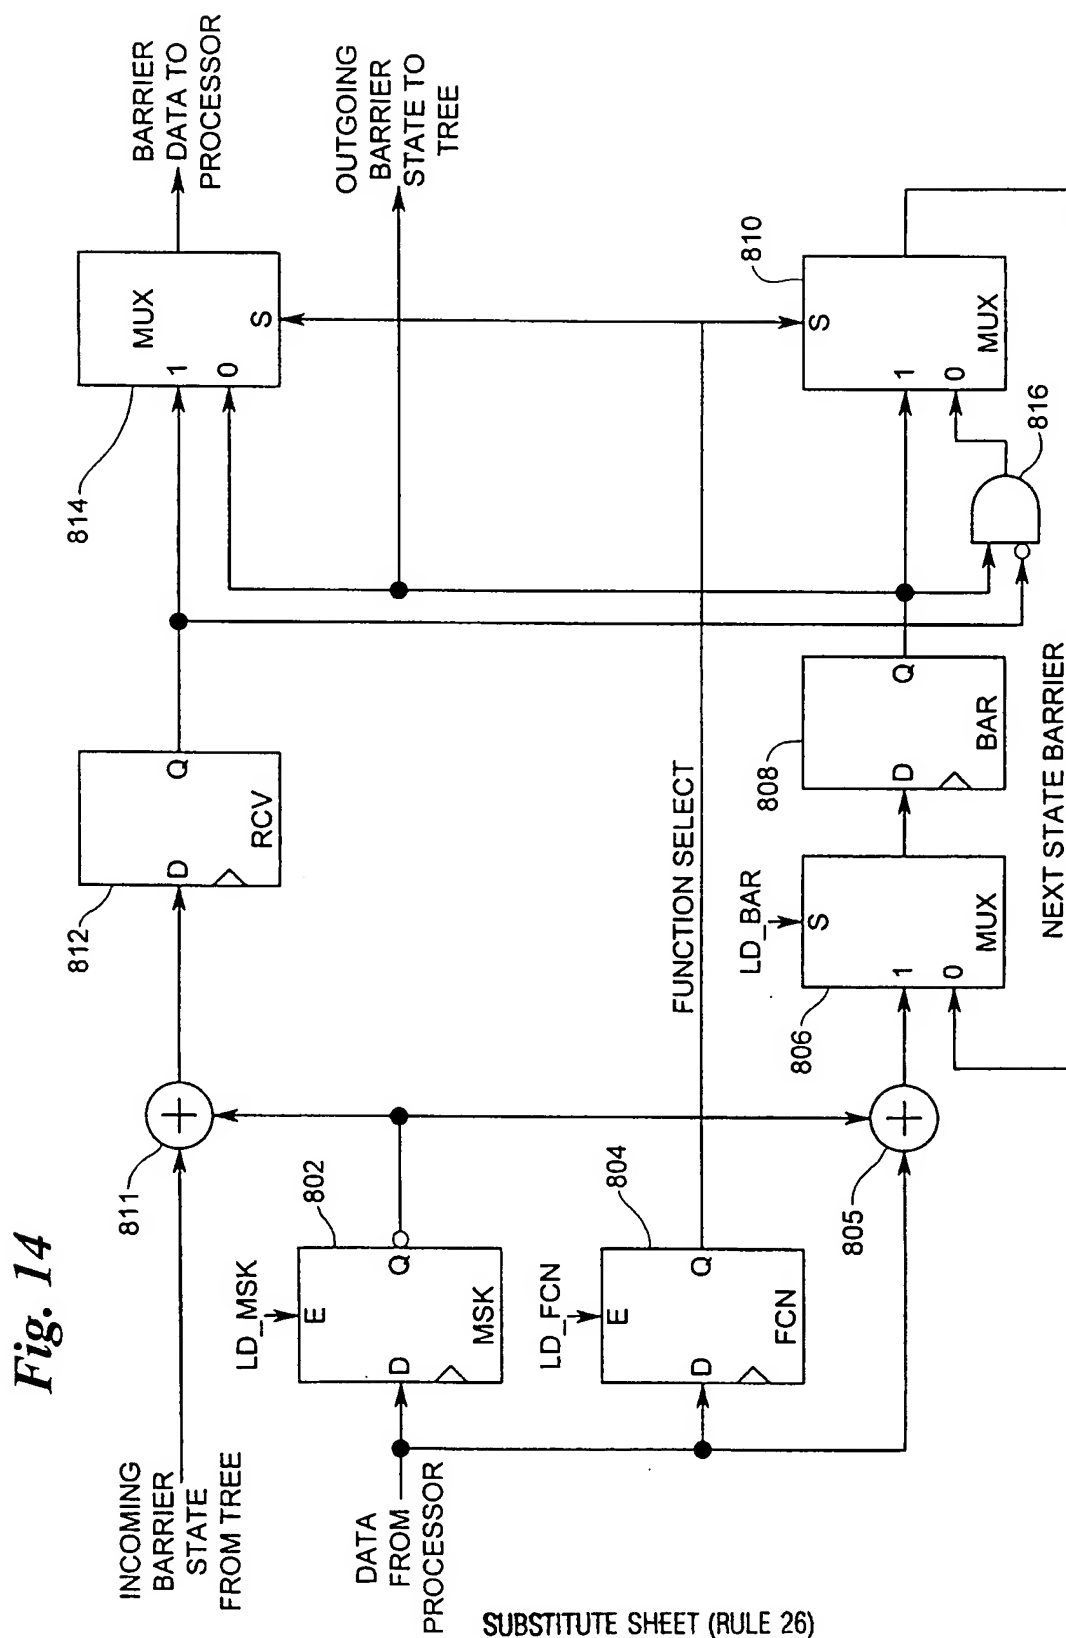 Fig. 14
INCOMING
BARRIER
STATE
FROM TREE
811
812
D
Q
RCV
814
MUX
1
0
S
BARRIER
DATA TO
PROCESSOR
OUTGOING
BARRIER
STATE TO
TREE
DATA
FROM
PROCESSOR
LD_MSK
802
E
D
Q
MSK
LD_FCN
804
E
D
Q
FCN
FUNCTION SELECT
805
LD_BAR
806
S
1
0
MUX
808
D
Q
BAR
810
S
1
0
MUX
816
NEXT STATE BARRIER
SUBSTITUTE SHEET (RULE 26)